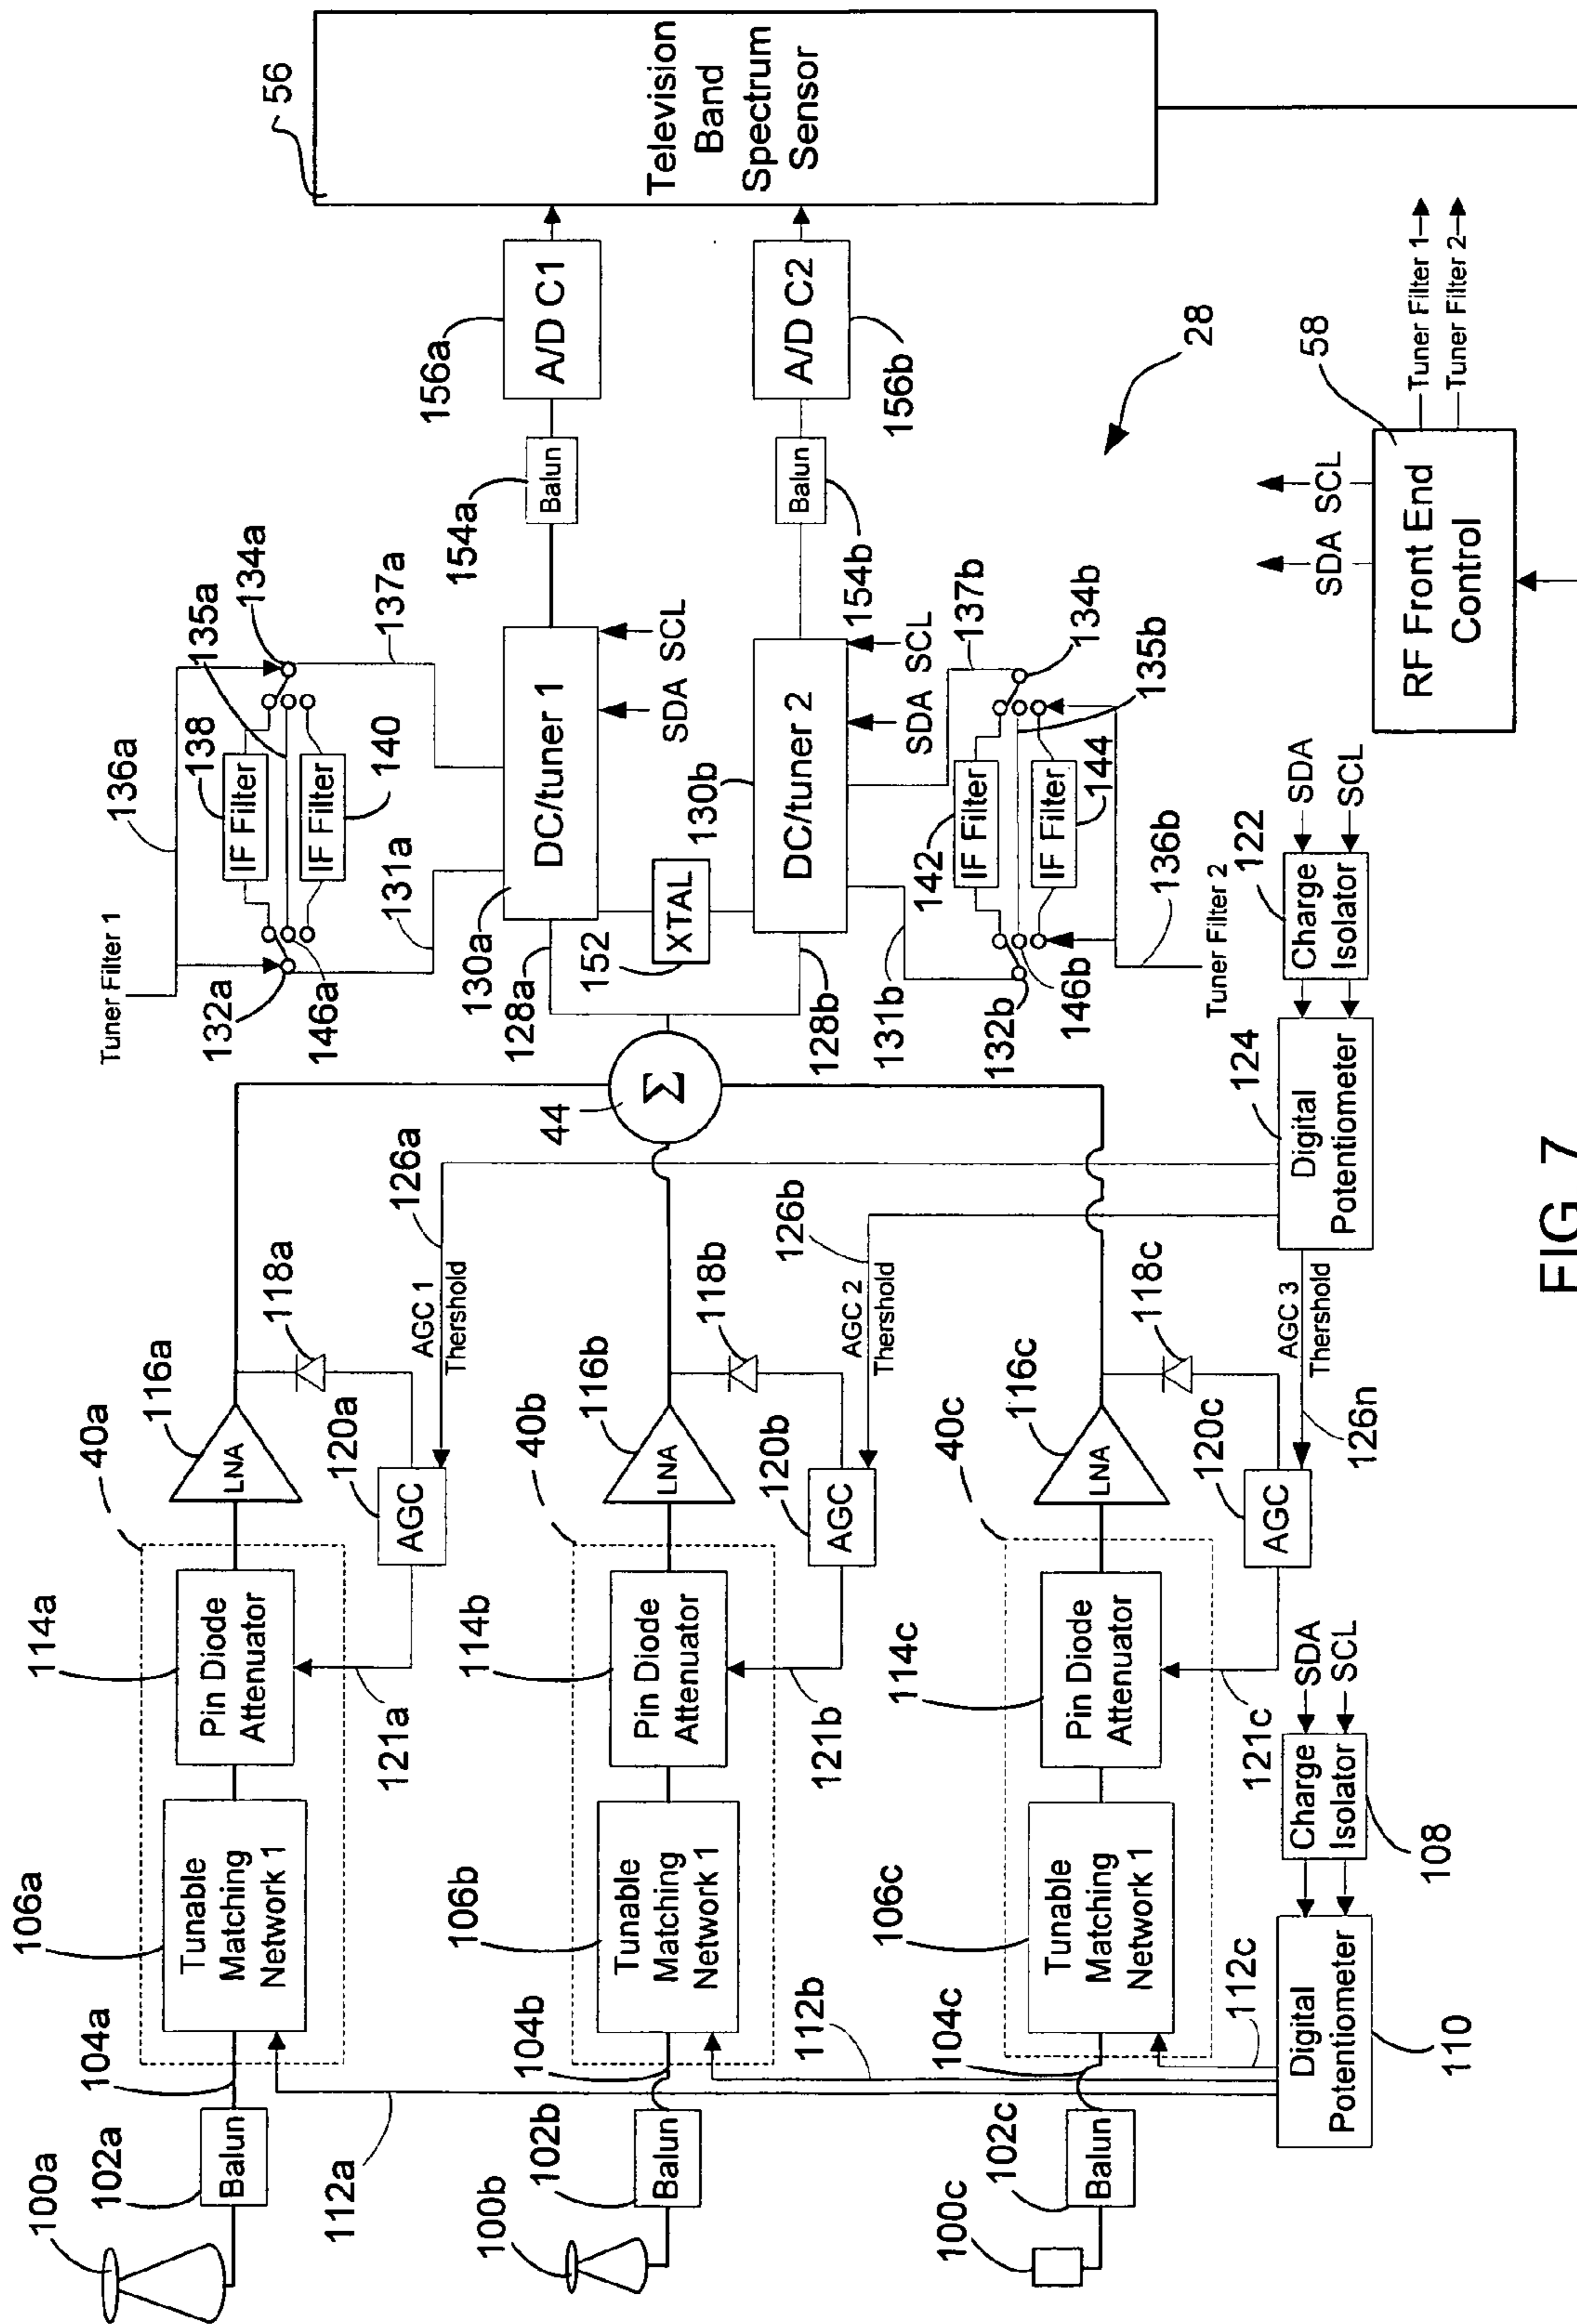 100a
102a
Balun
104a
112a
106a
Tunable
Matching
Network 1
114a
Pin Diode
Attenuator
121a
40a
116a
LNA
120a
AGC
118a
AGC 1
Thershold
126a
100b
102b
Balun
104b
112b
106b
Tunable
Matching
Network 1
114b
Pin Diode
Attenuator
121b
40b
116b
LNA
120b
AGC
118b
AGC 2
Thershold
126b
100c
102c
Balun
104c
112c
106c
Tunable
Matching
Network 1
114c
Pin Diode
Attenuator
121c
40c
116c
LNA
120c
AGC
118c
AGC 3
Thershold
126n
Digital
Potentiometer
110
Charge
Isolator
108
SDA
SCL
Digital
Potentiometer
124
Charge
Isolator
122
SDA
SCL
Σ
44
Tuner Filter 1
136a
132a
146a
IF Filter
138
IF Filter
140
135a
134a
131a
137a
130a
128a
DC/tuner 1
SDA
SCL
152
XTAL
128b
130b
DC/tuner 2
SDA
SCL
131b
137b
132b
146b
142
IF Filter
IF Filter
144
135b
134b
136b
Tuner Filter 2
154a
Balun
156a
A/D C1
154b
Balun
156b
A/D C2
56
Television
Band
Spectrum
Sensor
28
58
RF Front End
Control
SDA
SCL
Tuner Filter 1
Tuner Filter 2
FIG. 7